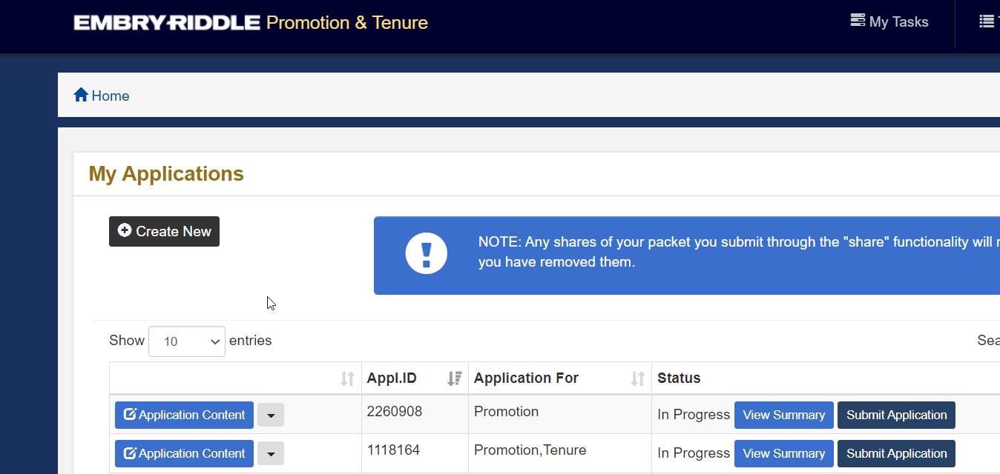 EMBRY-RIDDLE Promotion & Tenure
My Tasks
Home
My Applications
Create New
NOTE: Any shares of your packet you submit through the "share" functionality will
you have removed them.
Show 10 entries
Appl.ID Application For Status
Application Content 2260908 Promotion In Progress View Summary Submit Application
Application Content 1118164 Promotion,Tenure In Progress View Summary Submit Application